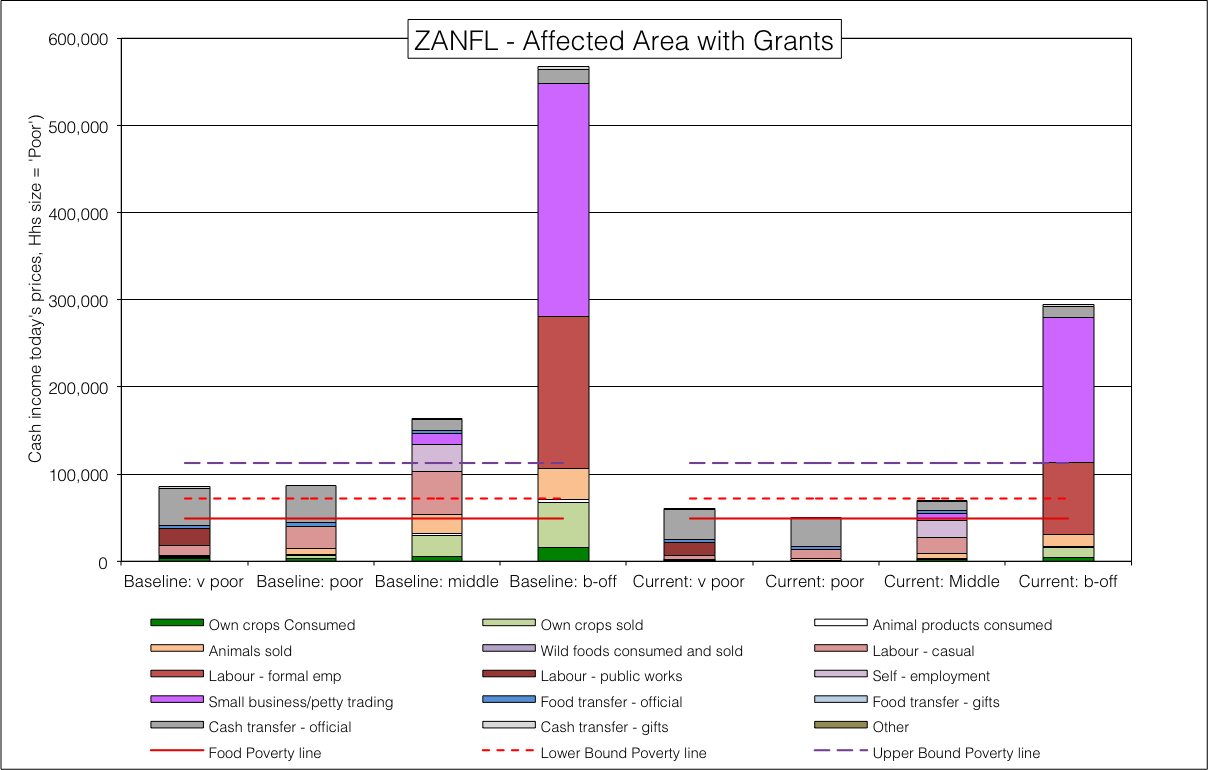 ZANFL - Affected Area with Grants
Cash income today's prices, Hhs size = 'Poor')
600,000
500,000
400,000
300,000
200,000
100,000
0
Baseline: v poor Baseline: poor Baseline: middle Baseline: b-off Current: v poor Current: poor Current: Middle Current: b-off
Own crops Consumed Own crops sold Animal products consumed
Animals sold Wild foods consumed and sold Labour - casual
Labour - formal emp Labour - public works Self - employment
Small business/petty trading Food transfer - official Food transfer - gifts
Cash transfer - official Cash transfer - gifts Other
Food Poverty line Lower Bound Poverty line Upper Bound Poverty line